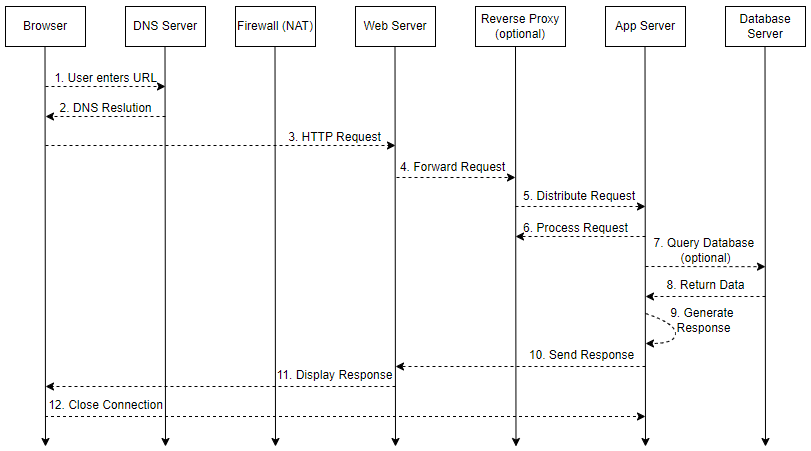 Browser
DNS Server
Firewall (NAT)
Web Server
Reverse Proxy
(optional)
App Server
Database
Server
1. User enters URL
2. DNS Reslution
3. HTTP Request
4. Forward Request
5. Distribute Request
6. Process Request
7. Query Database
(optional)
8. Return Data
9. Generate
Response
10. Send Response
11. Display Response
12. Close Connection